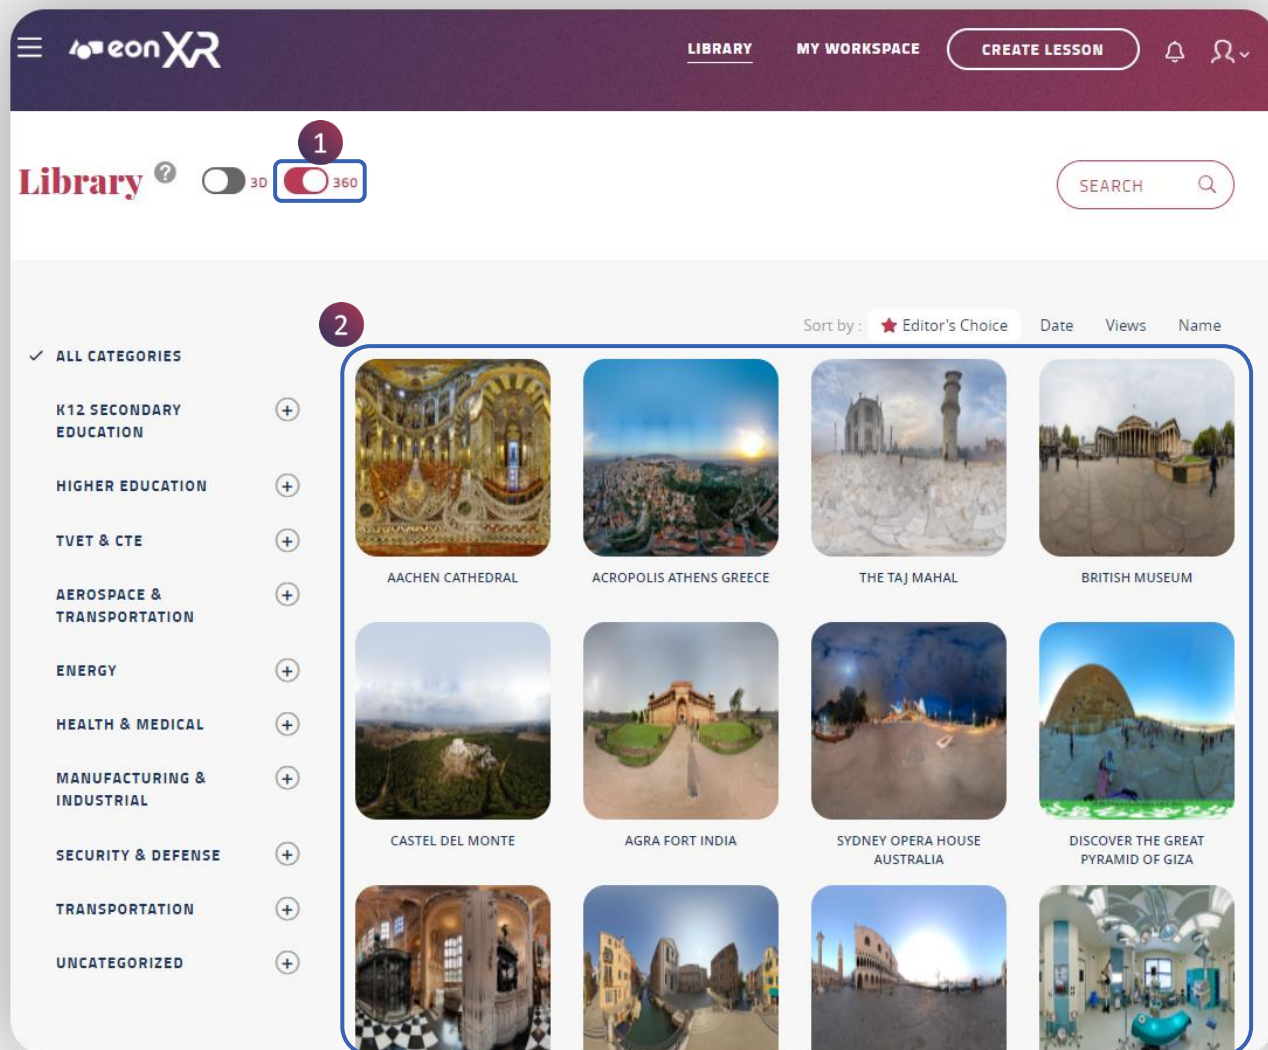 eonXR
LIBRARY
MY WORKSPACE
CREATE LESSON
1
Library ?
3D
360
SEARCH
2
Sort by :
Editor's Choice
Date
Views
Name
ALL CATEGORIES
K12 SECONDARY
EDUCATION
HIGHER EDUCATION
TVET & CTE
AEROSPACE &
TRANSPORTATION
ENERGY
HEALTH & MEDICAL
MANUFACTURING &
INDUSTRIAL
SECURITY & DEFENSE
TRANSPORTATION
UNCATEGORIZED
AACHEN CATHEDRAL
ACROPOLIS ATHENS GREECE
THE TAJ MAHAL
BRITISH MUSEUM
CASTEL DEL MONTE
AGRA FORT INDIA
SYDNEY OPERA HOUSE
AUSTRALIA
DISCOVER THE GREAT
PYRAMID OF GIZA